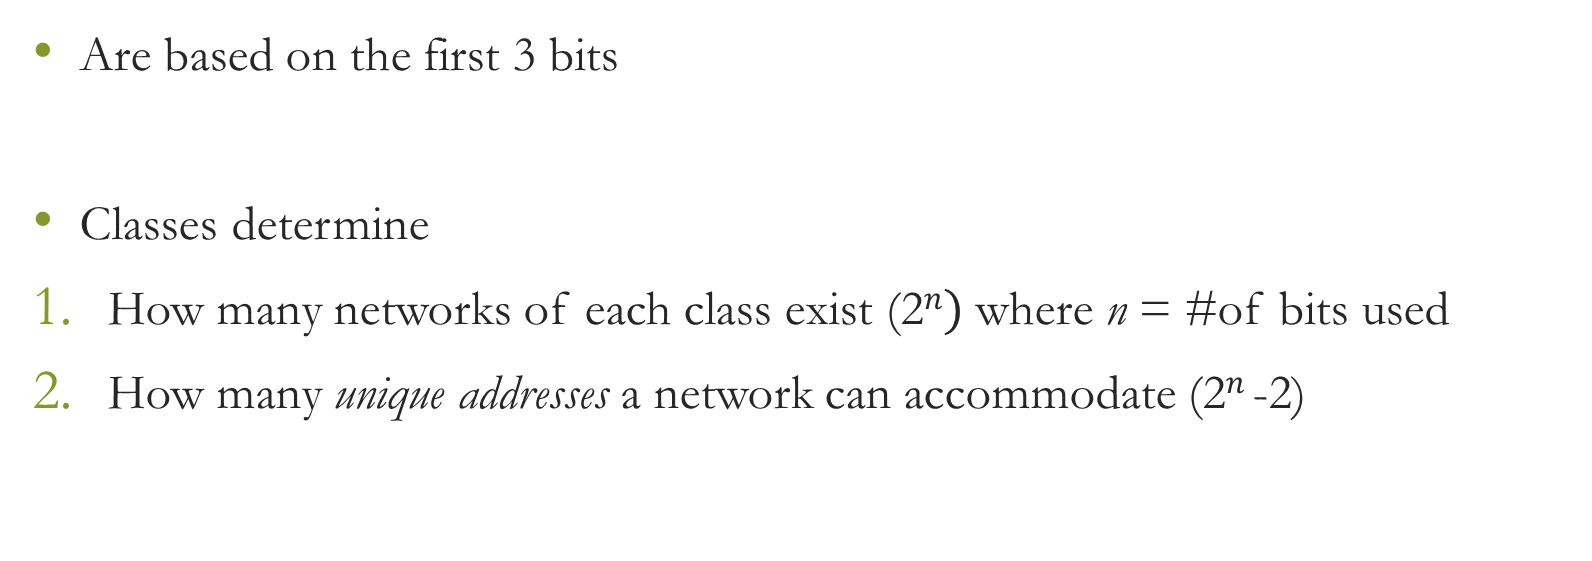 • Are based on the first 3 bits
• Classes determine
1. How many networks of each class exist (2ⁿ) where n = #of bits used
2. How many unique addresses a network can accommodate (2ⁿ -2)